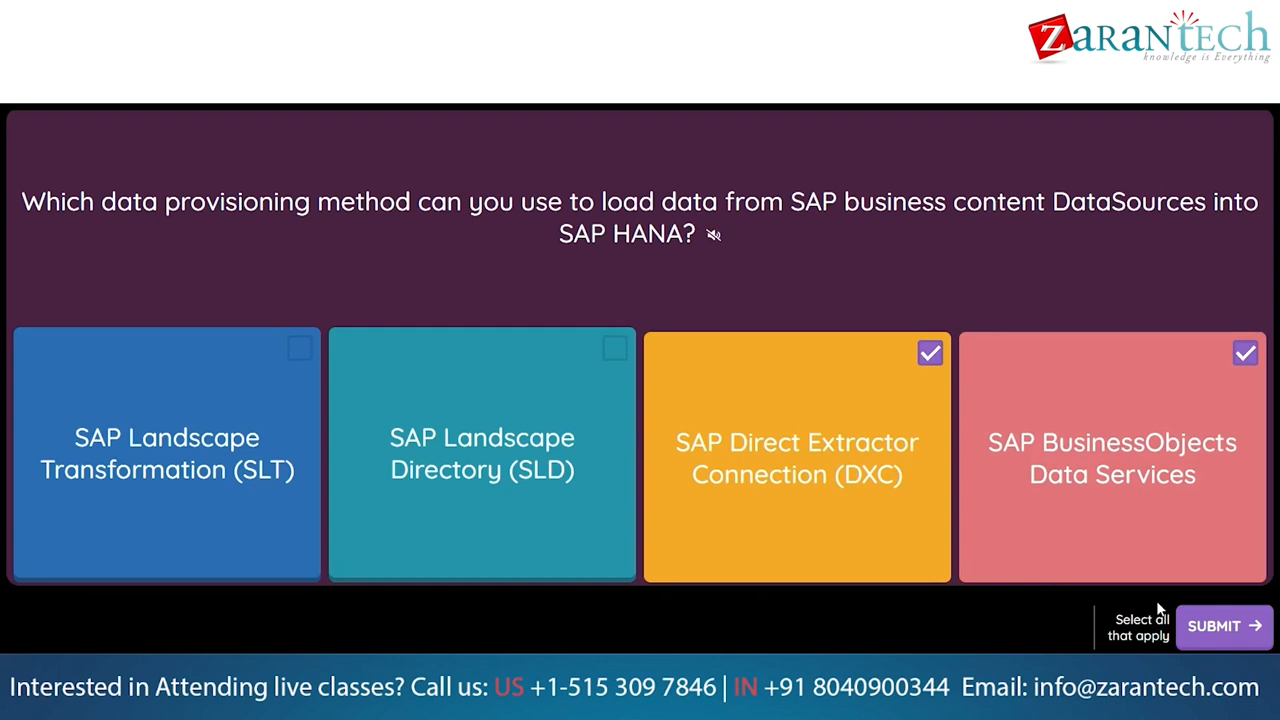 ZARANTECH
knowledge is Everything
Which data provisioning method can you use to load data from SAP business content DataSources into
SAP HANA?
SAP Landscape
Transformation (SLT)
SAP Landscape
Directory (SLD)
SAP Direct Extractor
Connection (DXC)
SAP BusinessObjects
Data Services
Select all
that apply
SUBMIT
Interested in Attending live classes? Call us: US +1-515 309 7846 | IN +91 8040900344 Email: info@zarantech.com